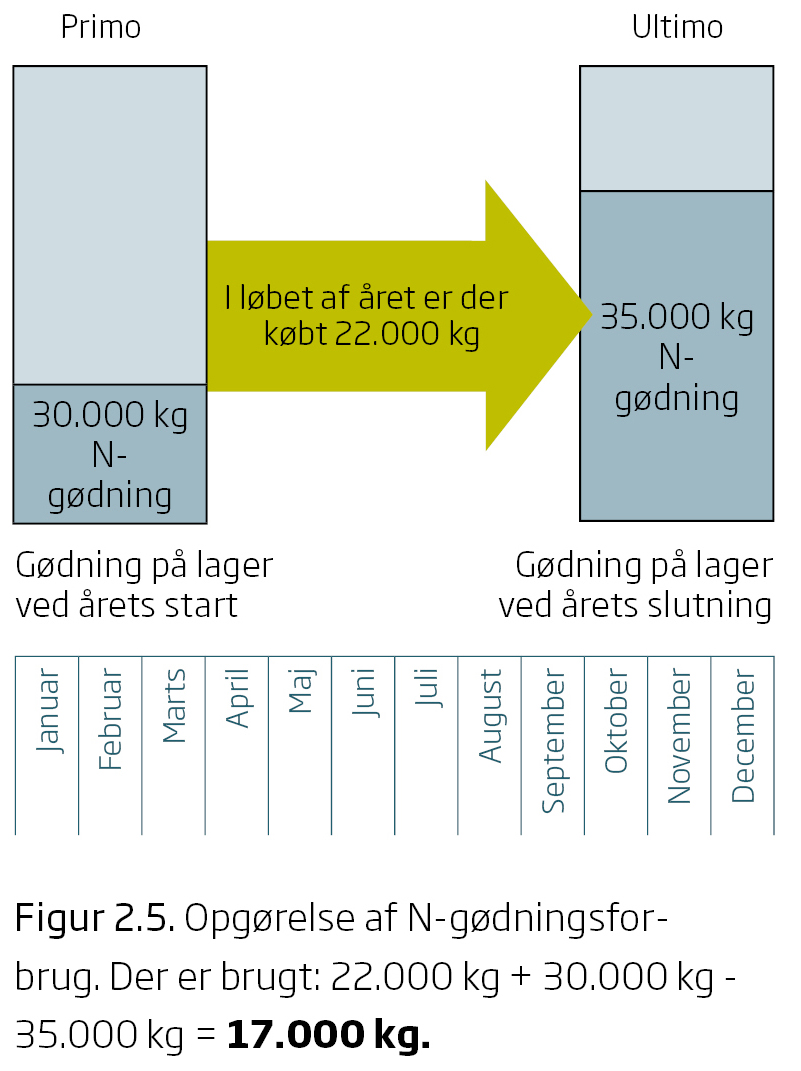 Primo
Ultimo
I løbet af året er der
købt 22.000 kg
30.000 kg
N-
gødning
35.000 kg
N-
gødning
Gødning på lager
ved årets start
Gødning på lager
ved årets slutning
Januar
Februar
Marts
April
Maj
Juni
Juli
August
September
Oktober
November
December
Figur 2.5. Opgørelse af N-gødningsfor-
brug. Der er brugt: 22.000 kg + 30.000 kg -
35.000 kg = 17.000 kg.